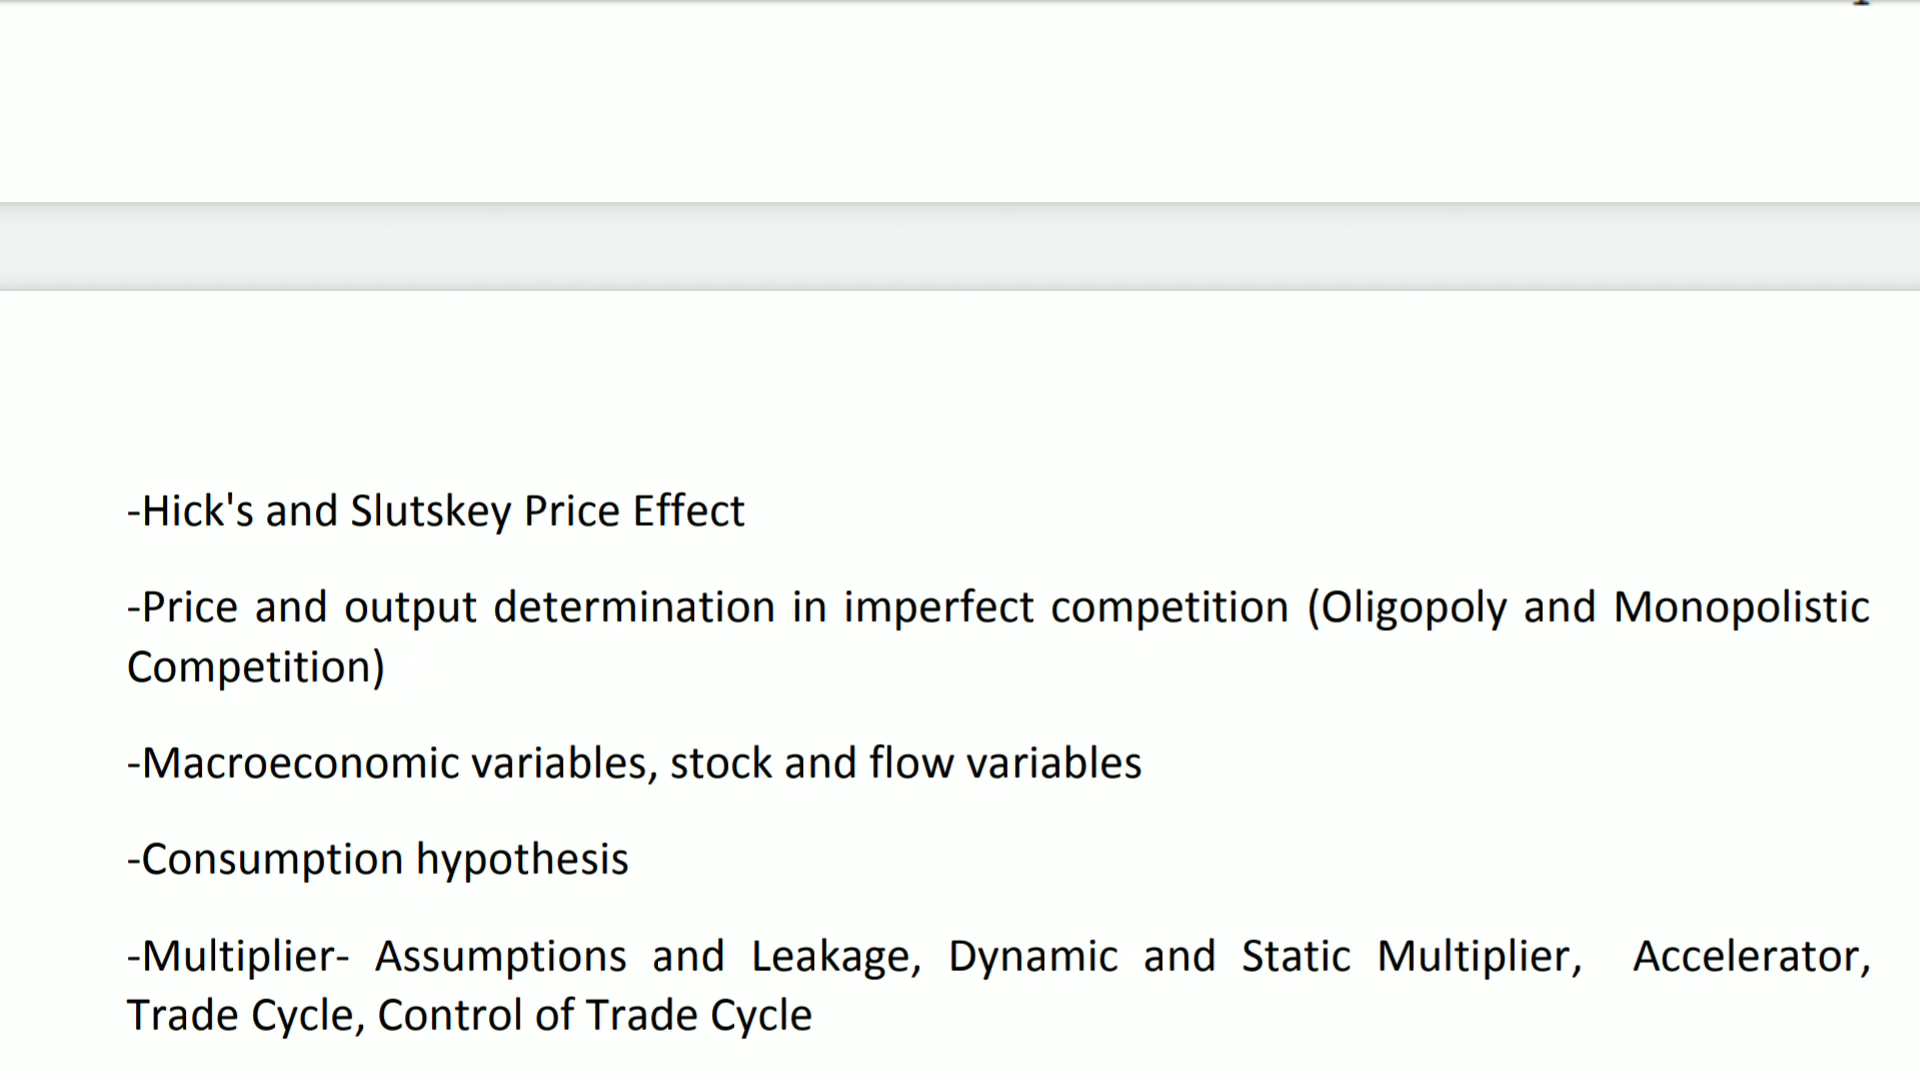 -Hick's and Slutskey Price Effect
-Price and output determination in imperfect competition (Oligopoly and Monopolistic
Competition)
-Macroeconomic variables, stock and flow variables
-Consumption hypothesis
-Multiplier- Assumptions and Leakage, Dynamic and Static Multiplier, Accelerator,
Trade Cycle, Control of Trade Cycle